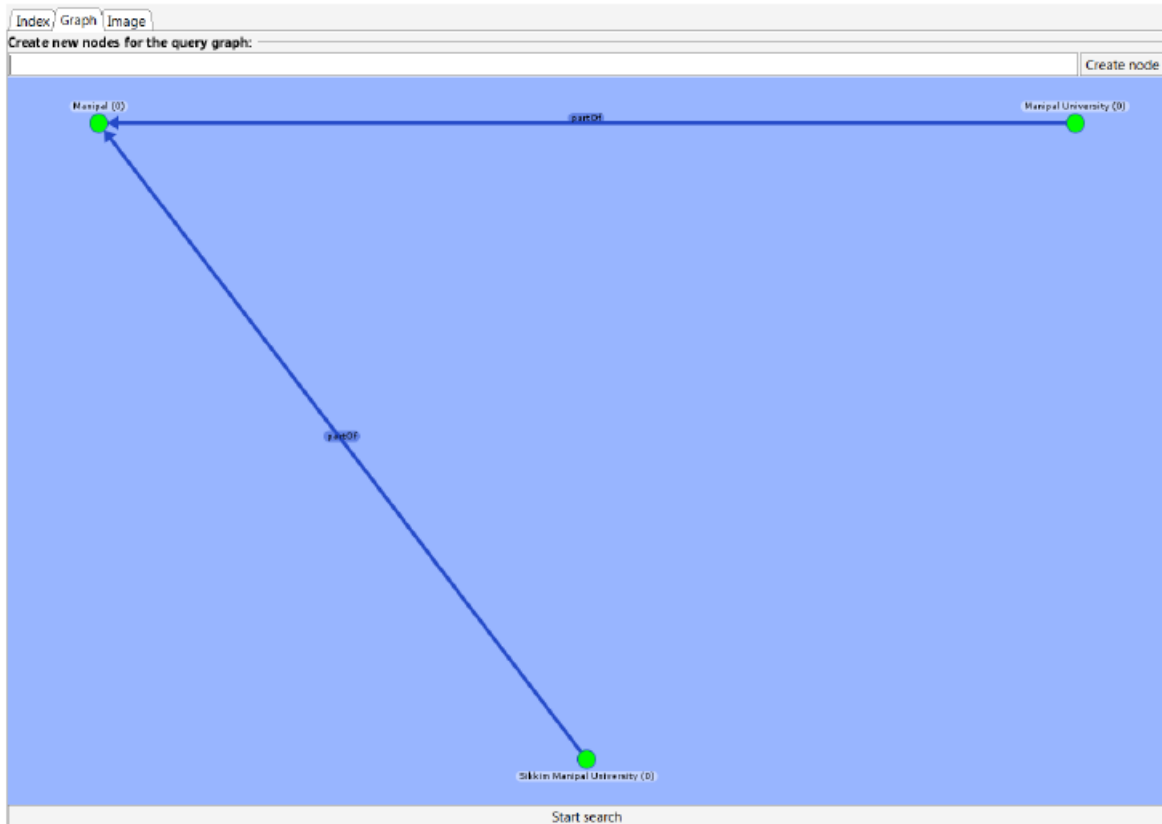 Index Graph Image
Create new nodes for the query graph:
Create node
Manipal (0)
Manipal University (0)
partOf
partOf
Sikkim Manipal University (0)
Start search